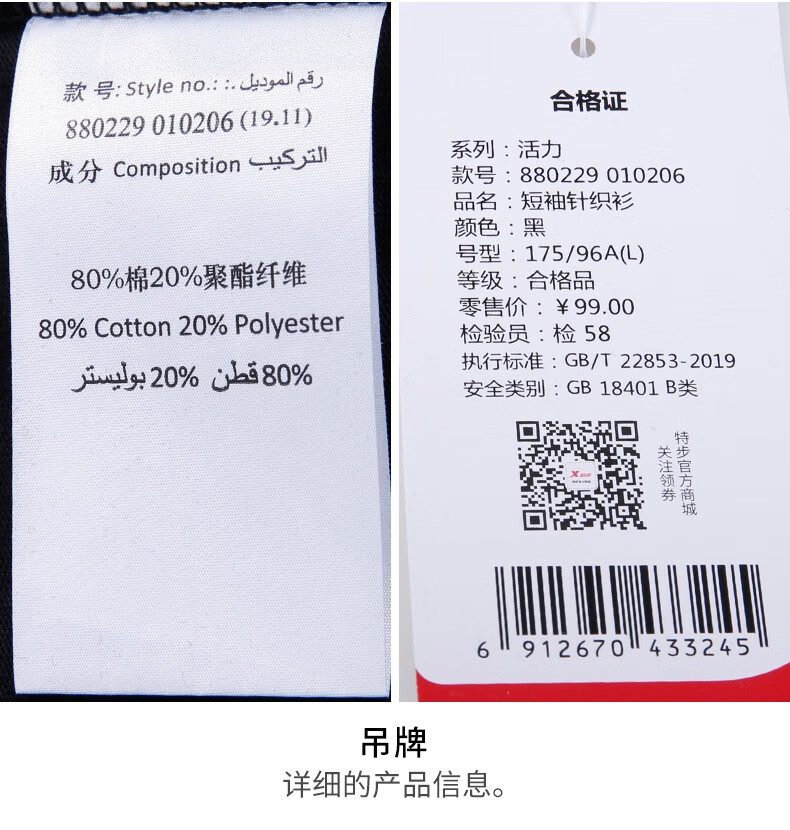 款 号: Style no.: :. رقم الموديل
880229 010206 (19.11)
成分 Composition التركيب
80%棉20%聚酯纤维
80% Cotton 20% Polyester
80% قطن 20% بوليستر
合格证
系列：活力
款号：880229 010206
品名：短袖针织衫
颜色：黑
号型：175/96A(L)
等级：合格品
零售价：￥99.00
检验员：检 58
执行标准：GB/T 22853-2019
安全类别：GB 18401 B类
特步官方商城
关注领券
6 912670 433245
吊牌
详细的产品信息。